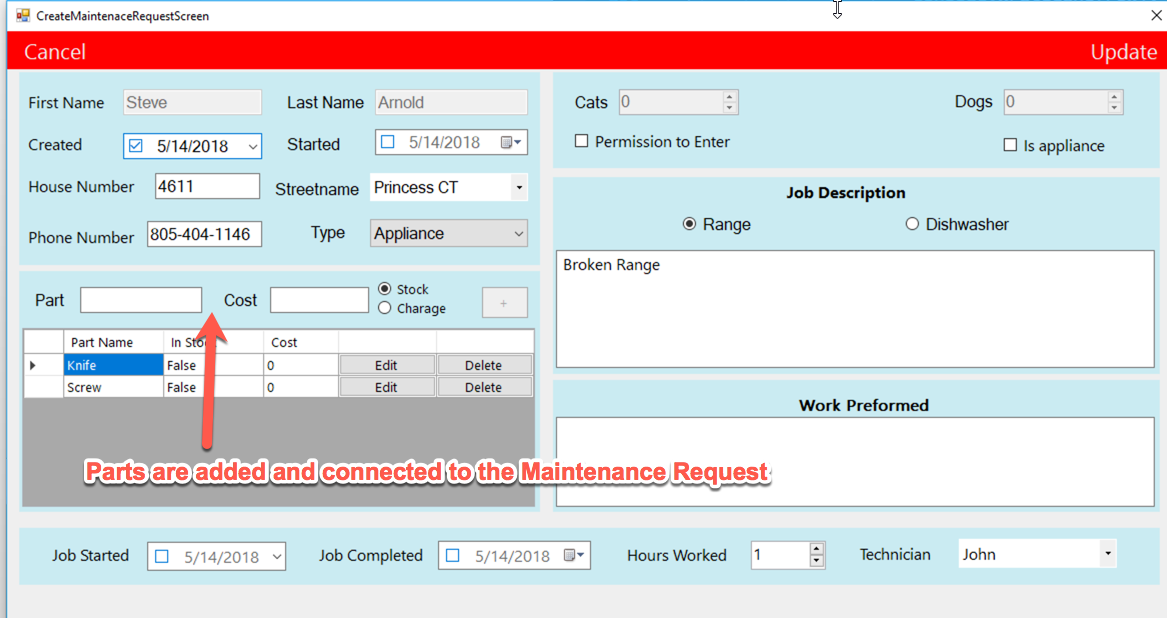 CreateMaintenaceRequestScreen
Cancel Update
First Name Steve Last Name Arnold
Created 5/14/2018 Started 5/14/2018
House Number 4611 Streetname Princess CT
Phone Number 805-404-1146 Type Appliance
Cats 0 Dogs 0
Permission to Enter Is appliance
Job Description
Range Dishwasher
Broken Range
Part Cost Stock
Charage
+
Part Name In Stock Cost
Knife False 0 Edit Delete
Screw False 0 Edit Delete
Parts are added and connected to the Maintenance Request
Work Preformed
Job Started 5/14/2018 Job Completed 5/14/2018 Hours Worked 1 Technician John